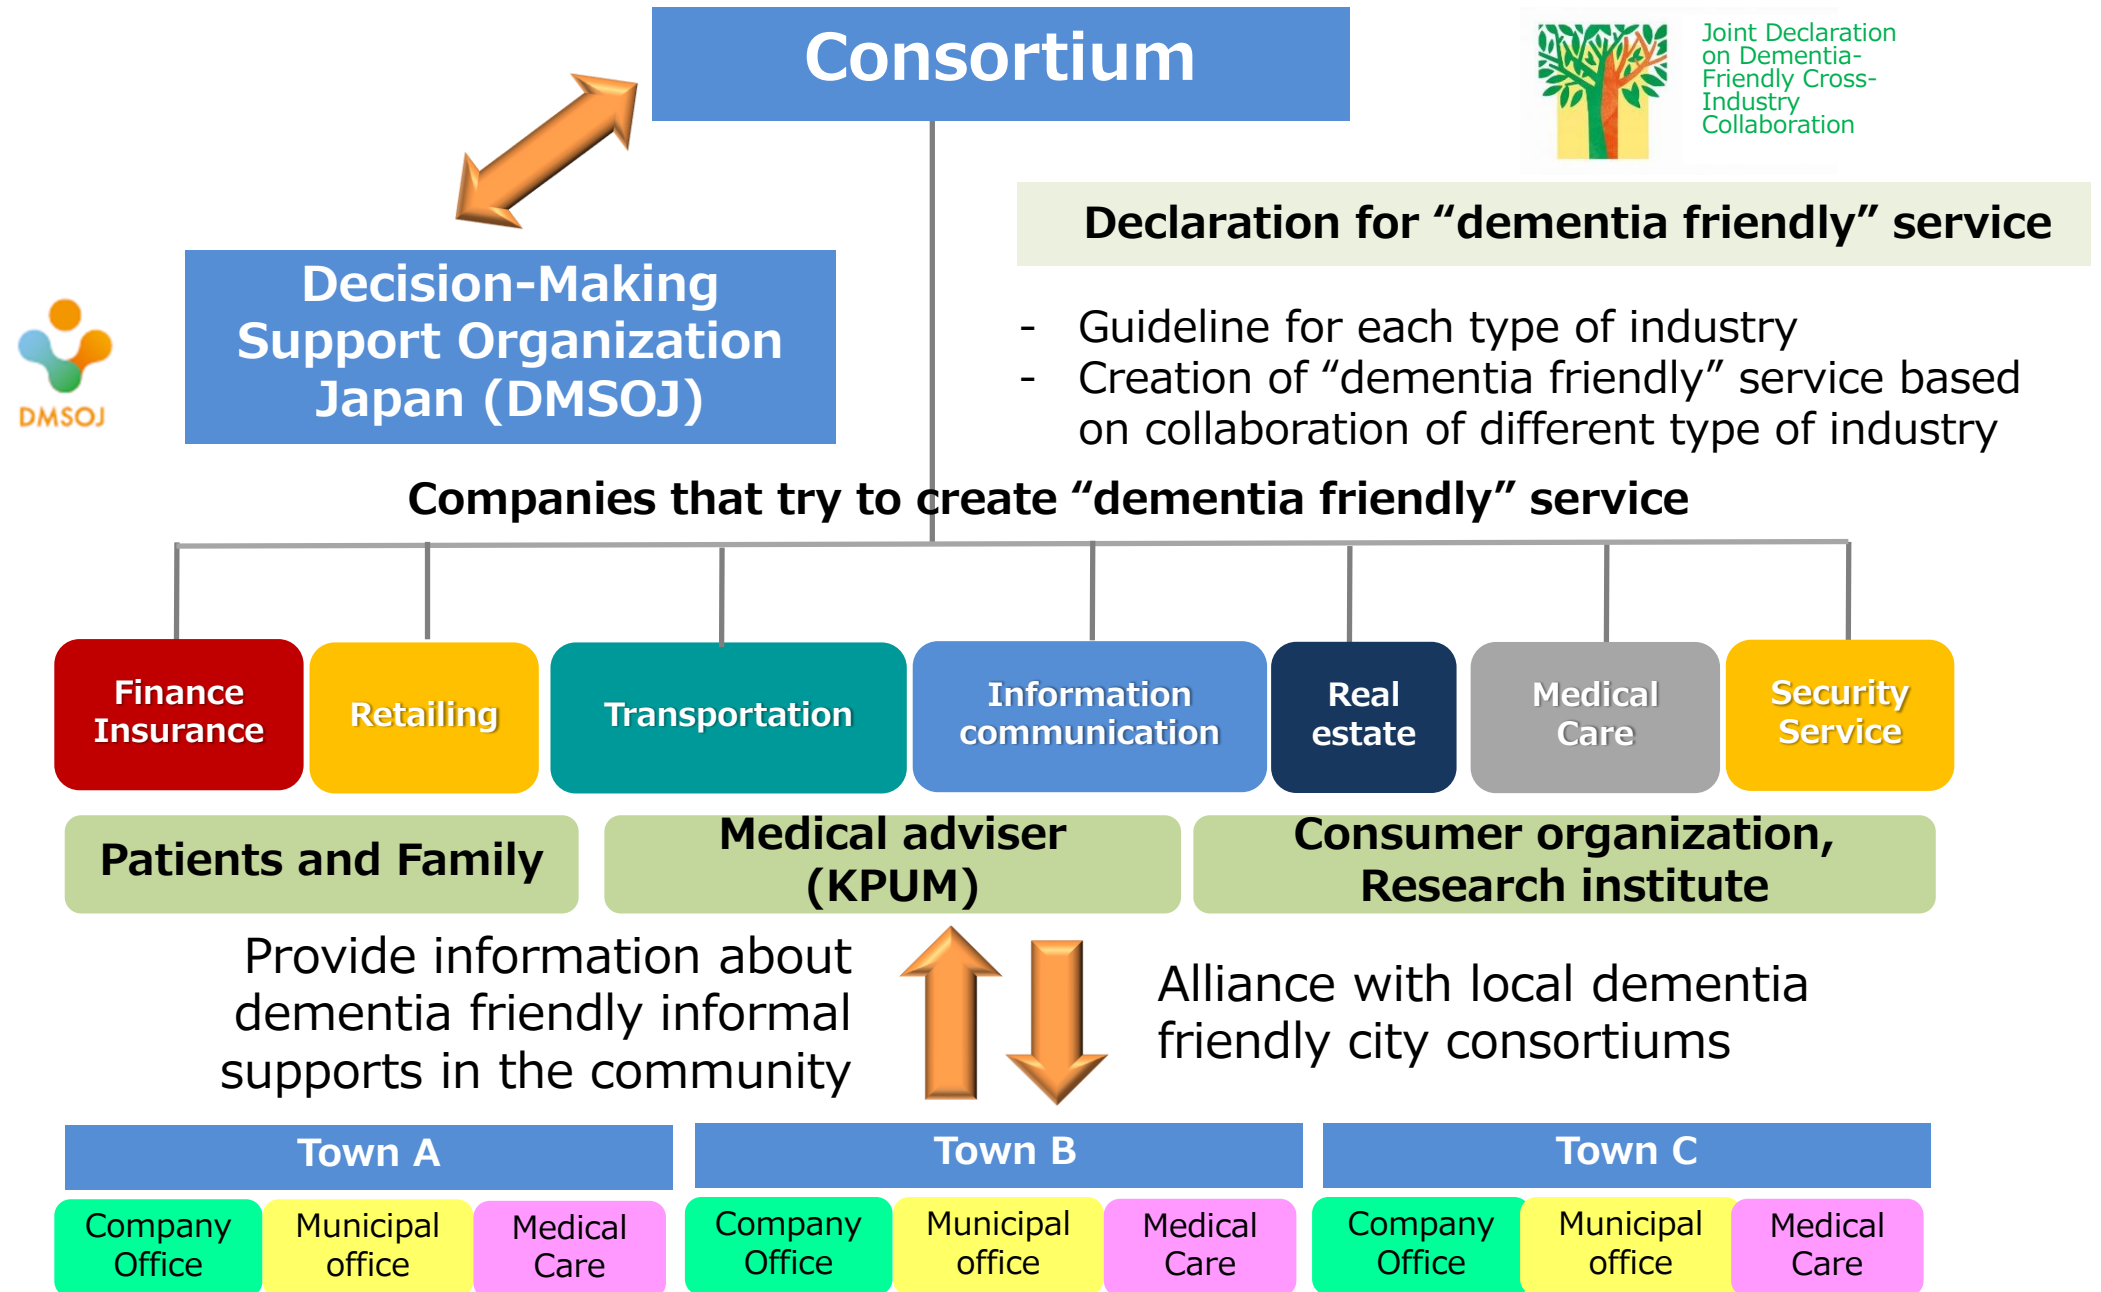 Consortium
Joint Declaration
on Dementia-
Friendly Cross-
Industry
Collaboration
Declaration for “dementia friendly” service
Decision-Making
Support Organization
Japan (DMSOJ)
DMSOJ
- Guideline for each type of industry
- Creation of “dementia friendly” service based
on collaboration of different type of industry
Companies that try to create “dementia friendly” service
Finance
Insurance
Retailing
Transportation
Information
communication
Real
estate
Medical
Care
Security
Service
Patients and Family
Medical adviser
(KPUM)
Consumer organization,
Research institute
Provide information about
dementia friendly informal
supports in the community
Alliance with local dementia
friendly city consortiums
Town A
Company
Office
Municipal
office
Medical
Care
Town B
Company
Office
Municipal
office
Medical
Care
Town C
Company
Office
Municipal
office
Medical
Care